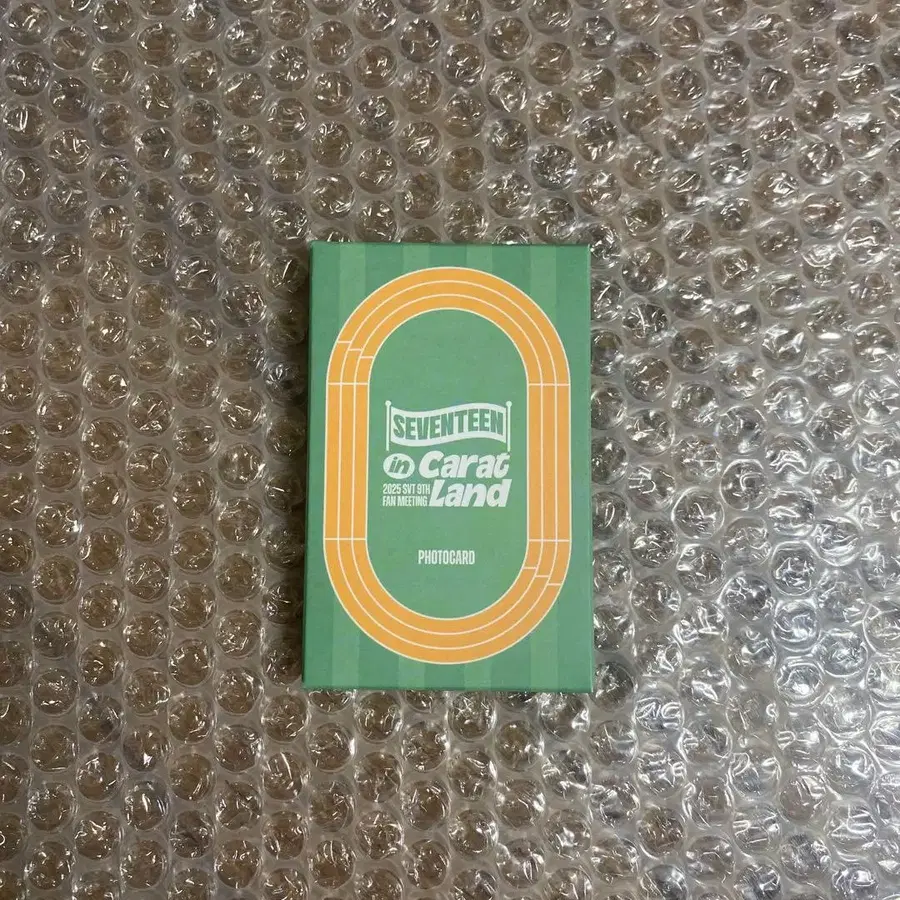 SEVENTEEN
in Carat
2025 SVT 9TH
FAN MEETING Land
PHOTOCARD